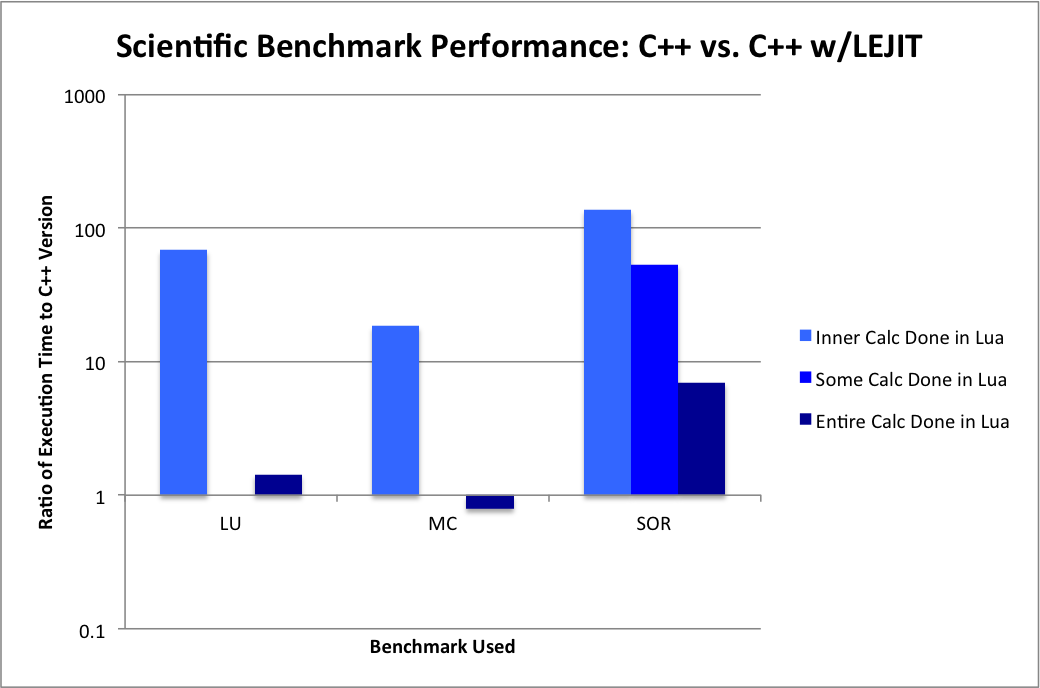 Scientific Benchmark Performance: C++ vs. C++ w/LEJIT
Ratio of Execution Time to C++ Version
1000
100
10
1
0.1
LU
MC
SOR
Benchmark Used
Inner Calc Done in Lua
Some Calc Done in Lua
Entire Calc Done in Lua